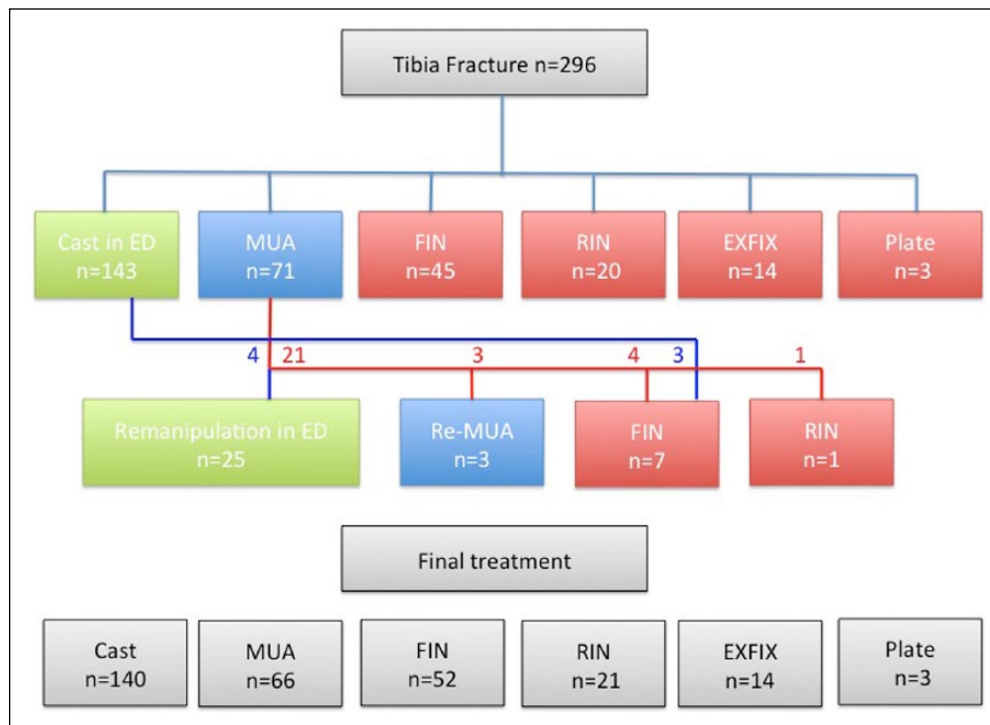 Tibia Fracture n=296
Cast in ED
n=143
MUA
n=71
FIN
n=45
RIN
n=20
EXFIX
n=14
Plate
n=3
4
21
3
4
3
1
Remanipulation in ED
n=25
Re-MUA
n=3
FIN
n=7
RIN
n=1
Final treatment
Cast
n=140
MUA
n=66
FIN
n=52
RIN
n=21
EXFIX
n=14
Plate
n=3